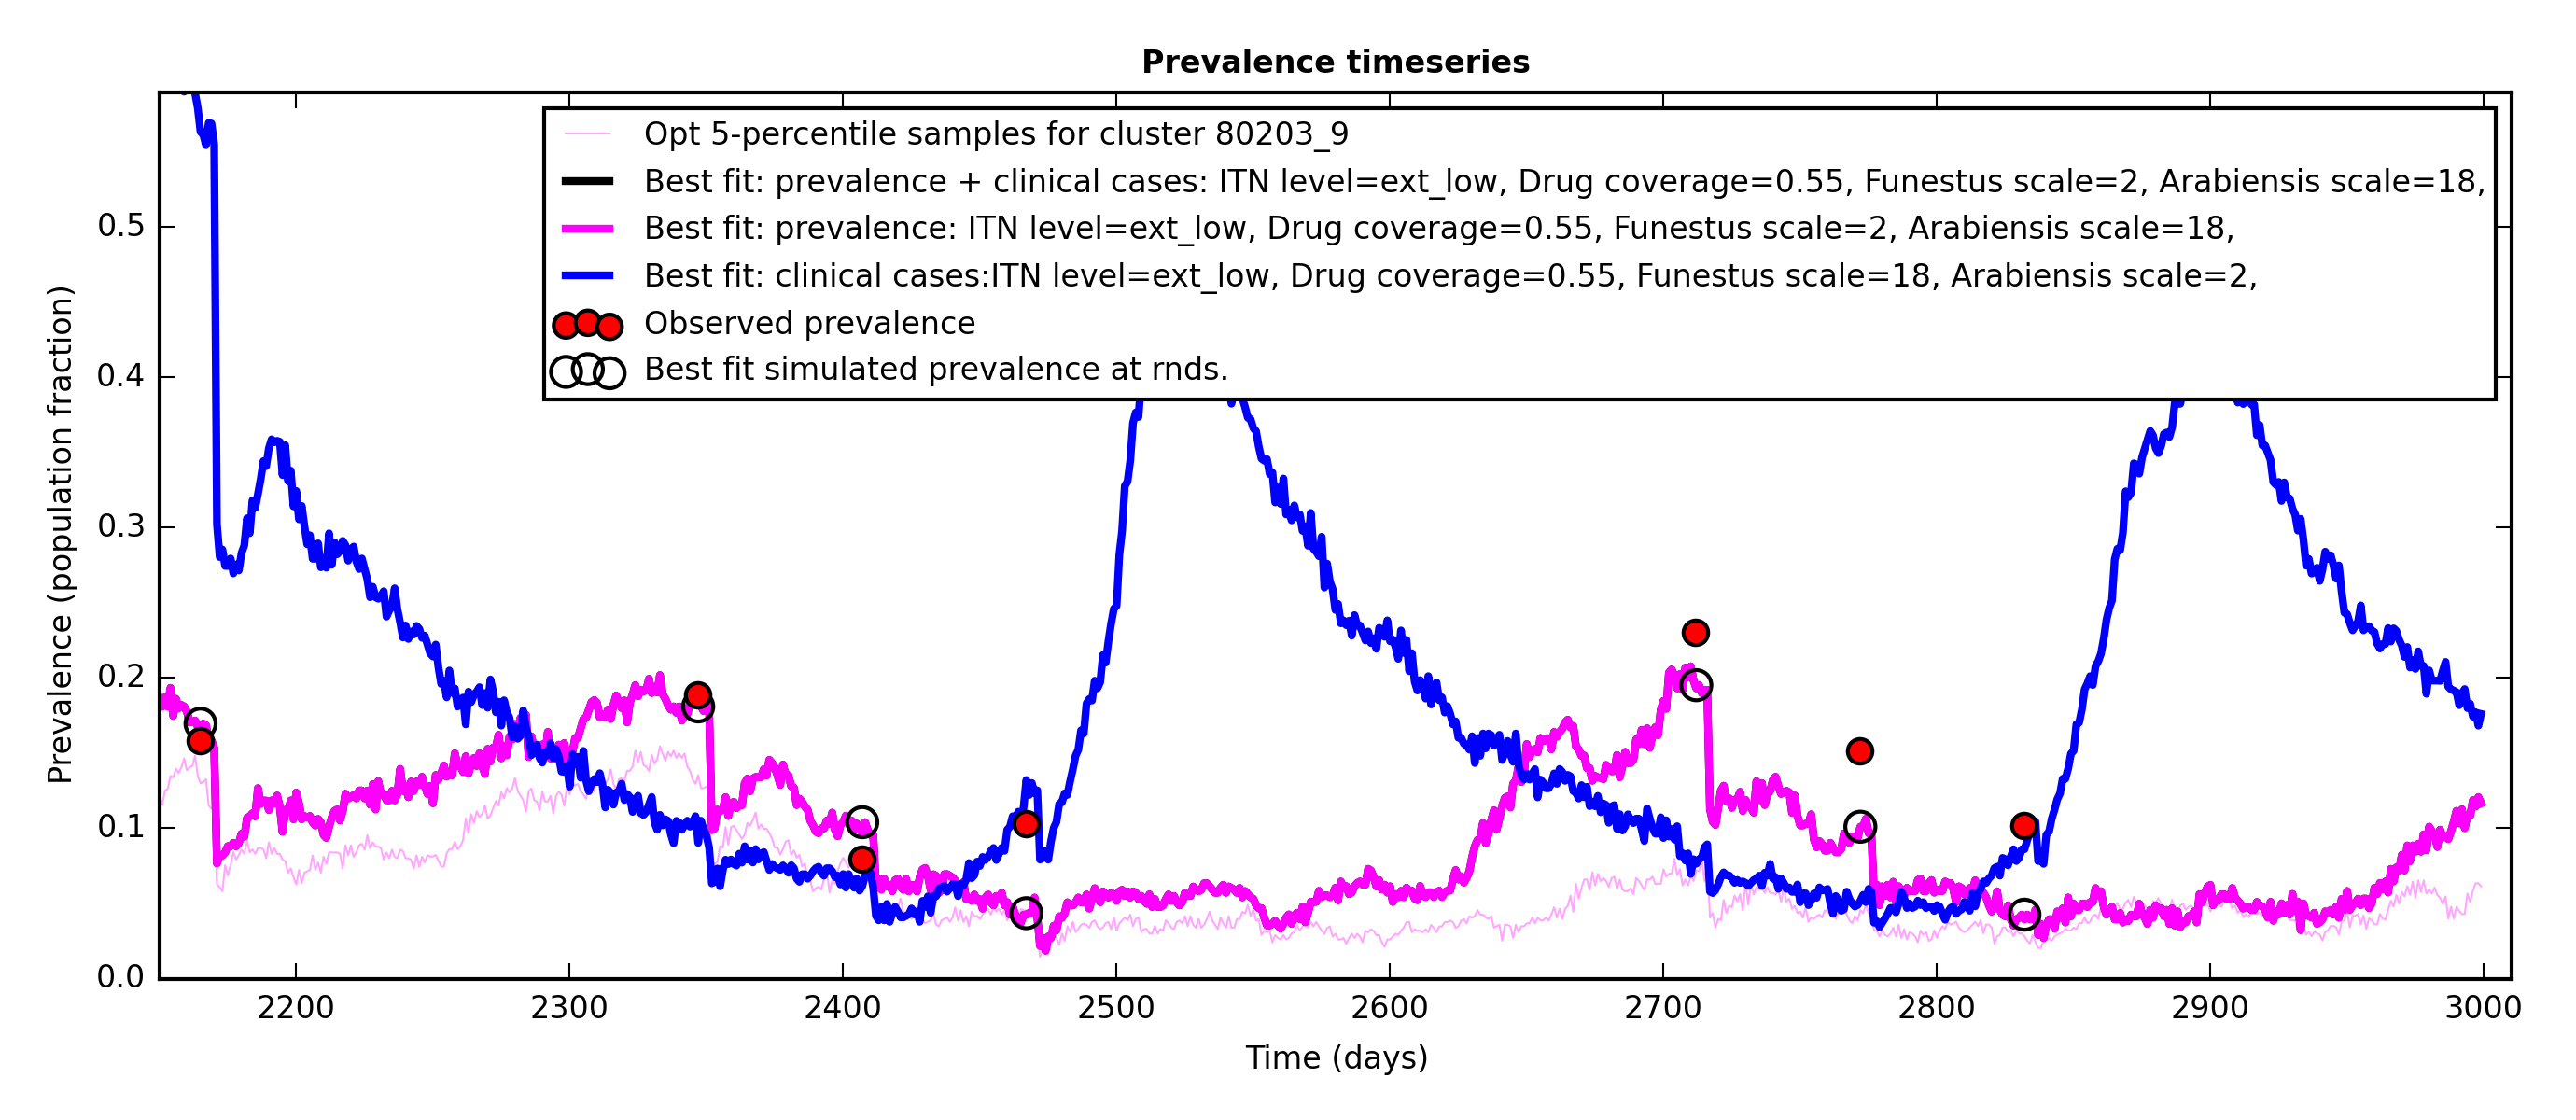 Prevalence timeseries
Opt 5-percentile samples for cluster 80203_9
Best fit: prevalence + clinical cases: ITN level=ext_low, Drug coverage=0.55, Funestus scale=2, Arabiensis scale=18,
Best fit: prevalence: ITN level=ext_low, Drug coverage=0.55, Funestus scale=2, Arabiensis scale=18,
Best fit: clinical cases:ITN level=ext_low, Drug coverage=0.55, Funestus scale=18, Arabiensis scale=2,
Observed prevalence
Best fit simulated prevalence at rnds.
Prevalence (population fraction)
0.5
0.4
0.3
0.2
0.1
0.0
2200 2300 2400 2500 2600 2700 2800 2900 3000
Time (days)